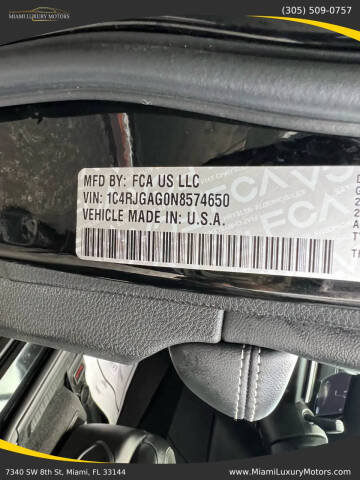 MIAMI LUXURY MOTORS
(305) 509-0757
MFD BY: FCA US LLC
VIN: 1C4RJGAG0N8574650
VEHICLE MADE IN U.S.A.
7340 SW 8th St, Miami, FL 33144
www.MiamiLuxuryMotors.com